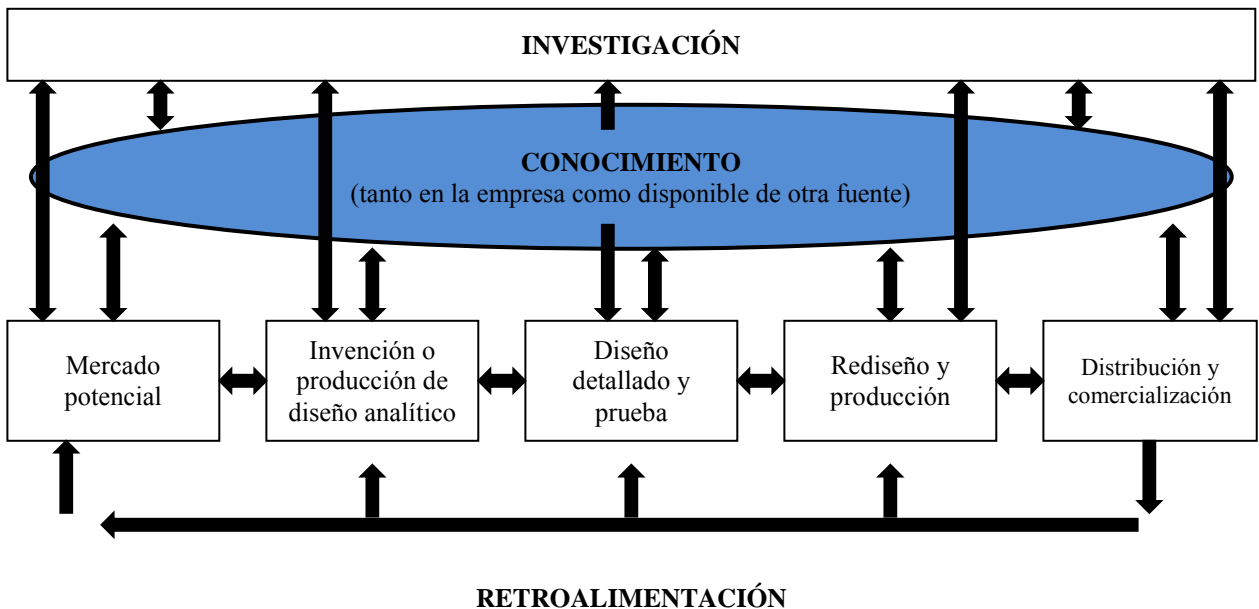 INVESTIGACIÓN
CONOCIMIENTO
(tanto en la empresa como disponible de otra fuente)
Mercado
potencial
Invención o
producción de
diseño analítico
Diseño
detallado y
prueba
Rediseño y
producción
Distribución y
comercialización
RETROALIMENTACIÓN